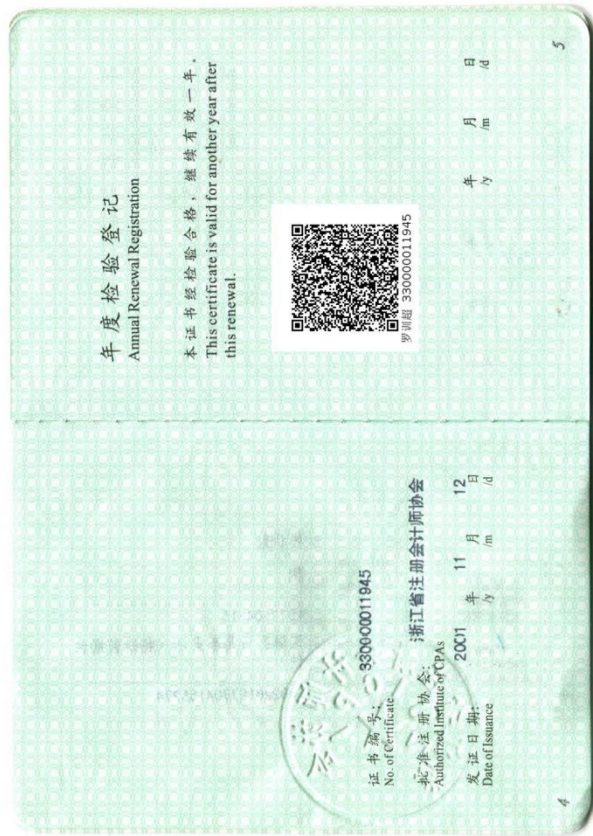 年度检验登记
Annual Renewal Registration
本证书经检验合格，继续有效一年。
This certificate is valid for another year after
this renewal.
罗训超 330000011945
年 月 日
/y /m /d
5
证书编号: 330000011945
No. of Certificate
批准注册协会: 浙江省注册会计师协会
Authorized Institute of CPAs
发证日期: 2001 年 11 月 12 日
Date of Issuance /y /m /d
4